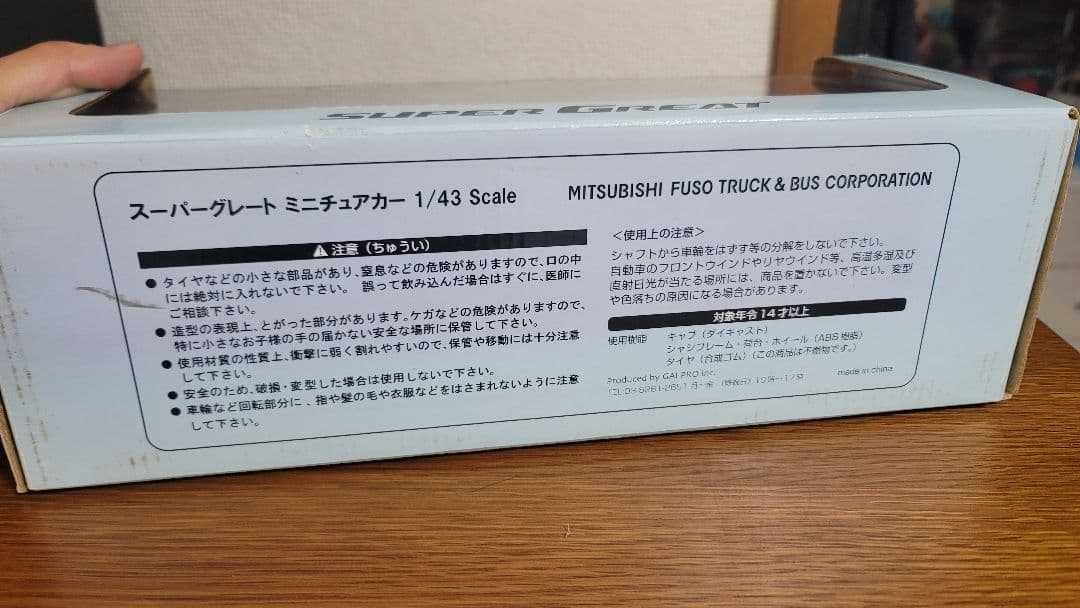 SUPER GREAT
スーパーグレート ミニチュアカー 1/43 Scale
MITSUBISHI FUSO TRUCK & BUS CORPORATION
⚠注意（ちゅうい）
● タイヤなどの小さな部品があり、窒息などの危険がありますので、口の中
には絶対に入れないで下さい。 誤って飲み込んだ場合はすぐに、医師に
ご相談下さい。
● 造型の表現上、とがった部分があります。ケガなどの危険がありますので、
特に小さなお子様の手の届かない安全な場所に保管して下さい。
● 使用材質の性質上、衝撃に弱く割れやすいので、保管や移動には十分注意
して下さい。
● 安全のため、破損・変型した場合は使用しないで下さい。
● 車輪など回転部分に、指や髪の毛や衣服などをはさまれないように注意
して下さい。
＜使用上の注意＞
シャフトから車輪をはずす等の分解をしないで下さい。
自動車のフロントウインドやリヤウインド等、高温多湿及び
直射日光が当たる場所には、商品を置かないで下さい。変型
や色落ちの原因になる場合があります。
対象年令14才以上
使用樹脂 キャブ（ダイキャスト）
シャシフレーム・荷台・ホイール（ABS樹脂）
タイヤ（合成ゴム）（この商品は不燃物です。）
Produced by GAI PRO Inc.
made in china